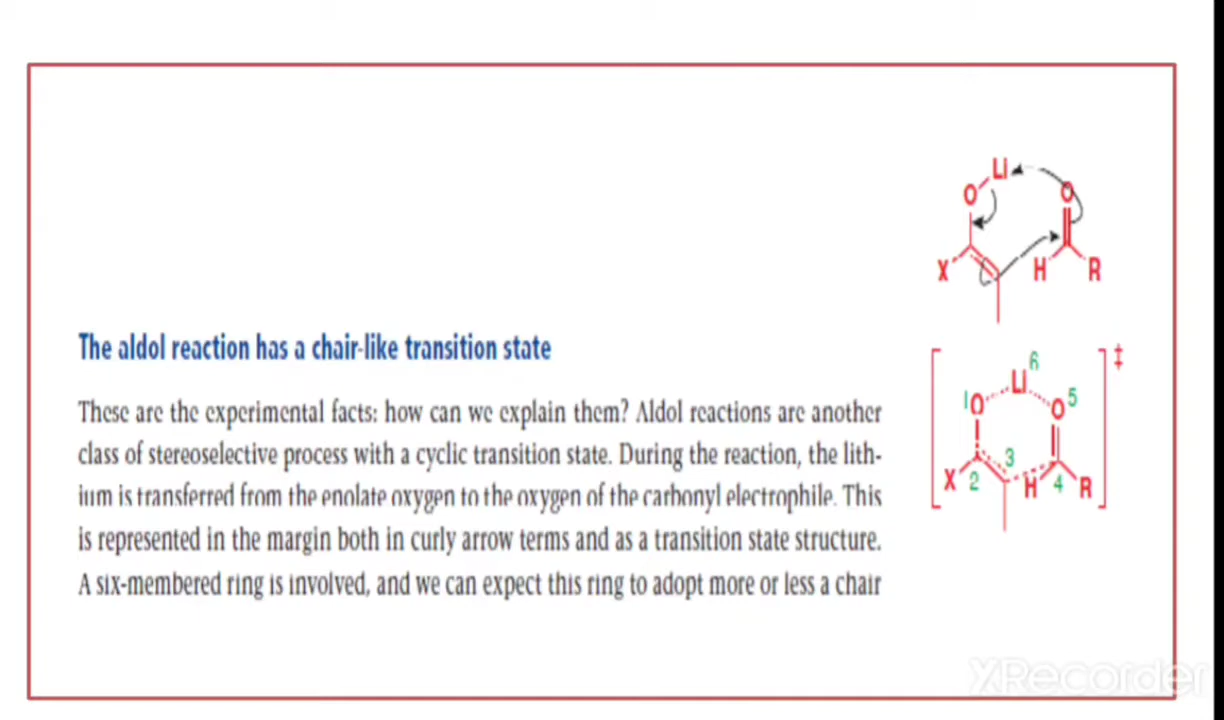 Li
O
O
X
H
R
The aldol reaction has a chair-like transition state
6
‡
Li
1
O
O
5
3
X
2
H
4
R
These are the experimental facts: how can we explain them? Aldol reactions are another
class of stereoselective process with a cyclic transition state. During the reaction, the lith-
ium is transferred from the enolate oxygen to the oxygen of the carbonyl electrophile. This
is represented in the margin both in curly arrow terms and as a transition state structure.
A six-membered ring is involved, and we can expect this ring to adopt more or less a chair
XRecorder